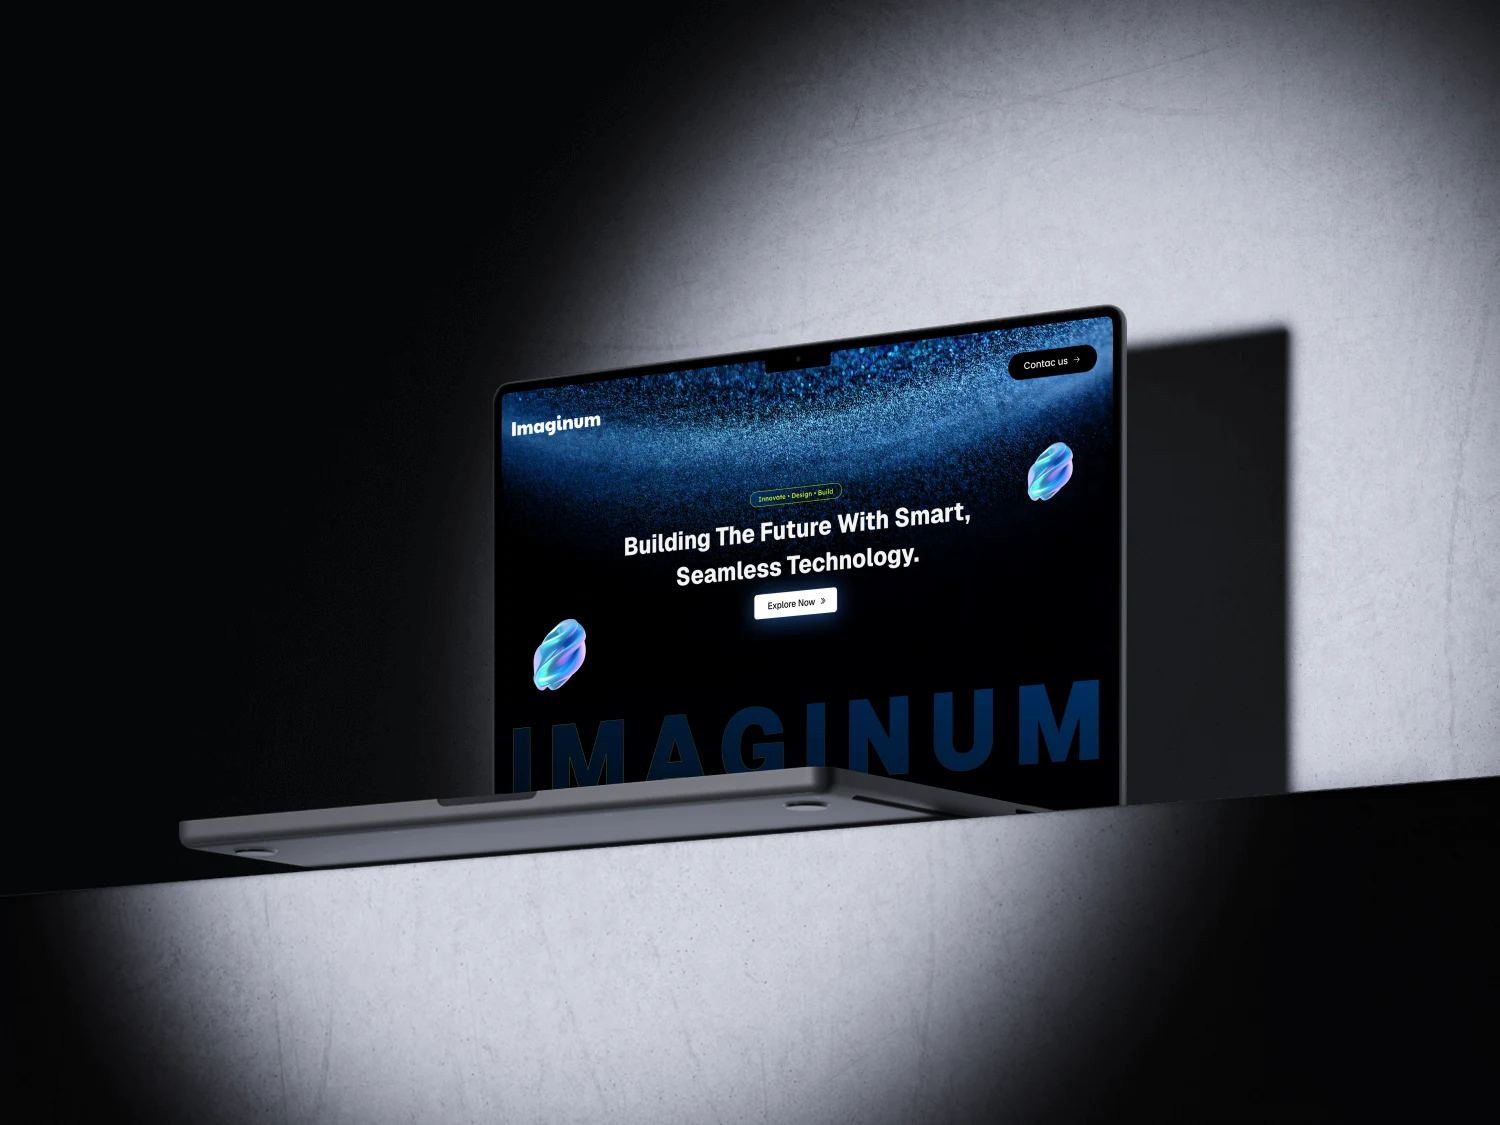 Contac us
Imaginum
Innovate • Design • Build
Building The Future With Smart,
Seamless Technology.
Explore Now
IMAGINUM